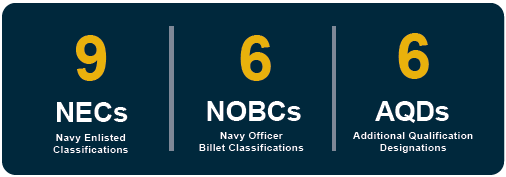 9
NECs
Navy Enlisted
Classifications
6
NOBCs
Navy Officer
Billet Classifications
6
AQDs
Additional Qualification
Designations